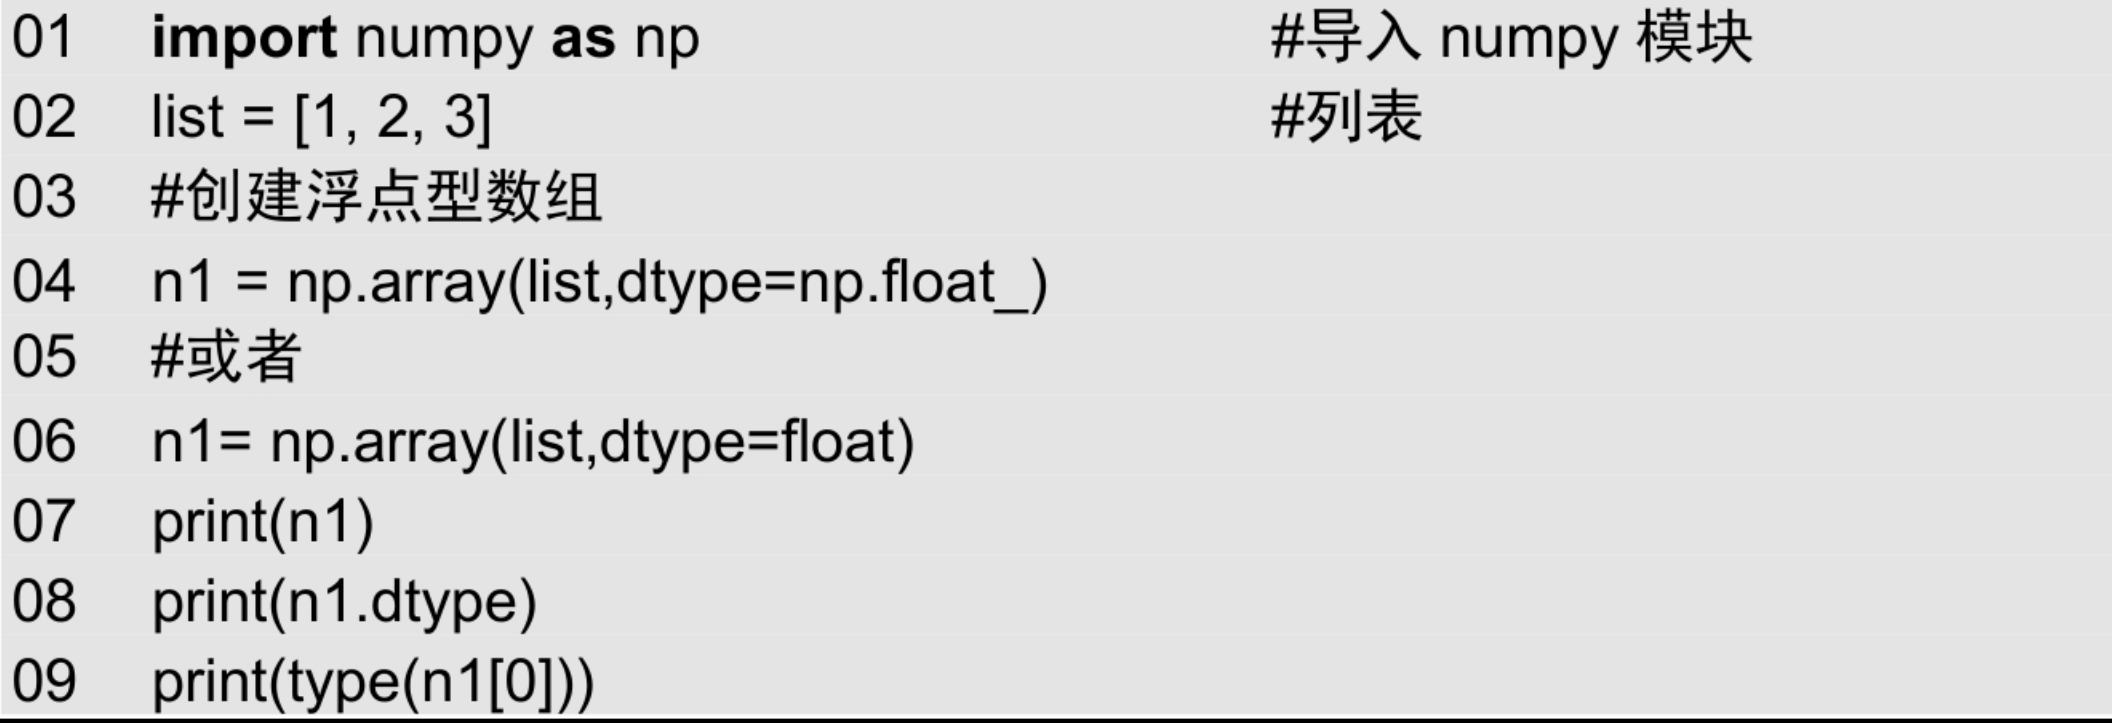 01 import numpy as np #导入 numpy 模块
02 list = [1, 2, 3] #列表
03 #创建浮点型数组
04 n1 = np.array(list,dtype=np.float_)
05 #或者
06 n1= np.array(list,dtype=float)
07 print(n1)
08 print(n1.dtype)
09 print(type(n1[0]))